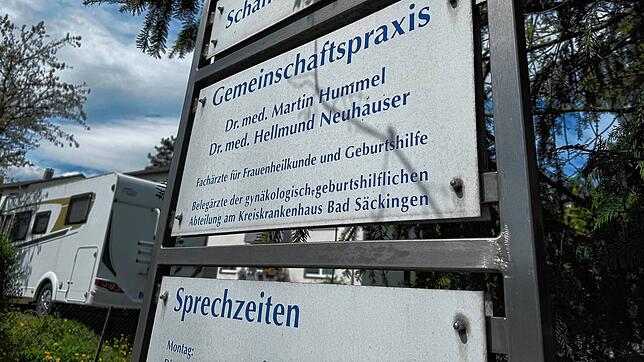 Gemeinschaftspraxis
Dr. med. Martin Hummel
Dr. med. Hellmund Neuhäuser
Fachärzte für Frauenheilkunde und Geburtshilfe
Belegärzte der gynäkologisch-geburtshilflichen
Abteilung am Kreiskrankenhaus Bad Säckingen
Sprechzeiten
Montag: